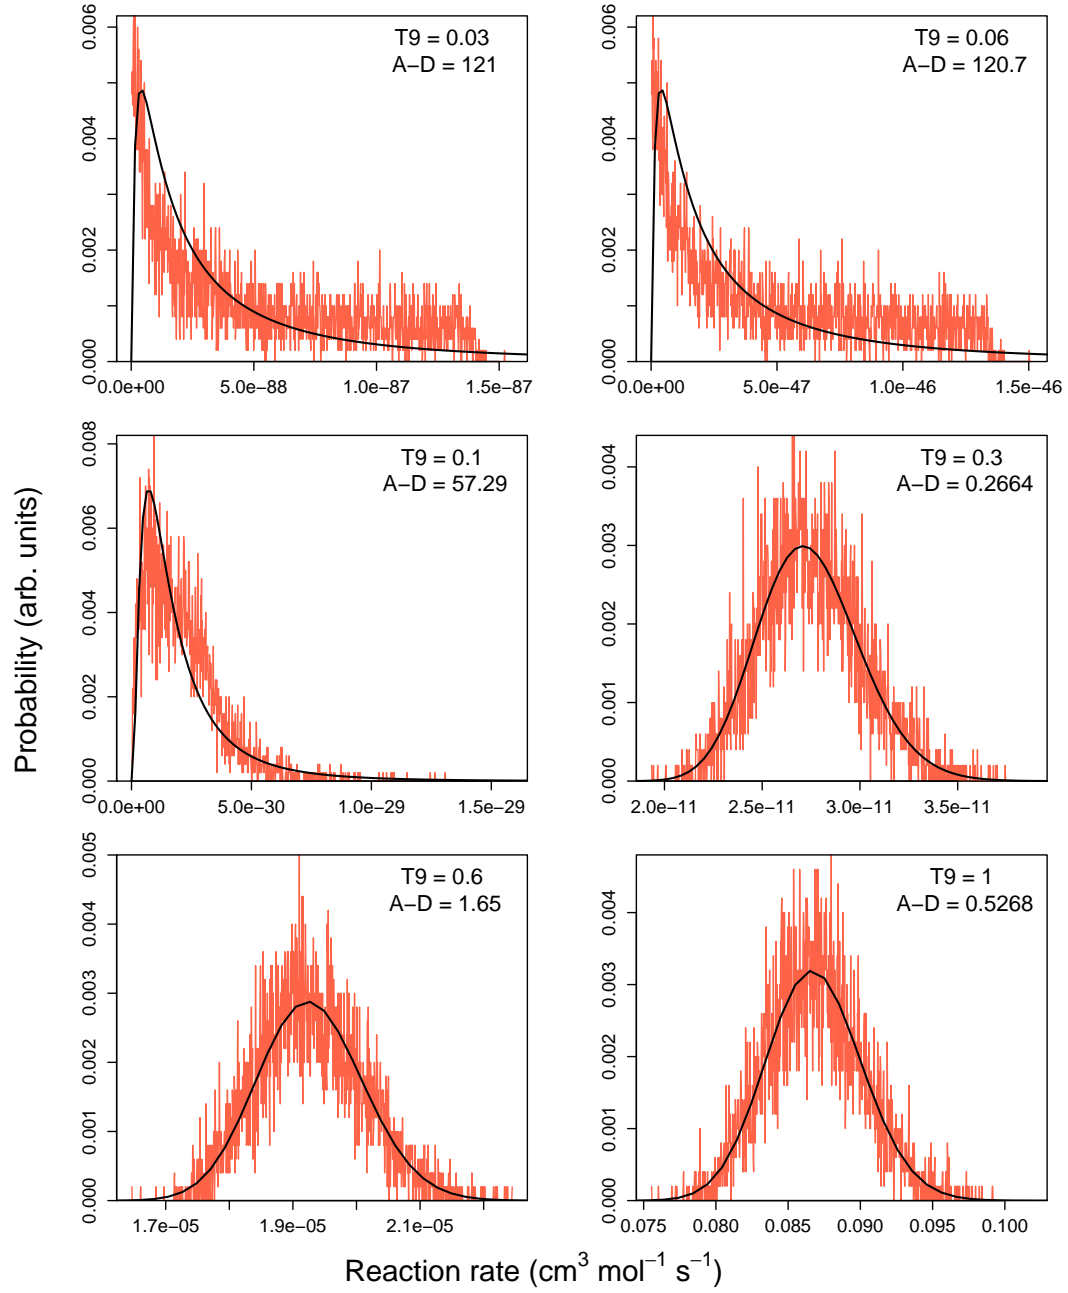 T9 = 0.03
A−D = 121
0.000
0.002
0.004
0.006
0.0e+00
5.0e−88
1.0e−87
1.5e−87
T9 = 0.06
A−D = 120.7
0.000
0.002
0.004
0.006
0.0e+00
5.0e−47
1.0e−46
1.5e−46
T9 = 0.1
A−D = 57.29
0.000
0.002
0.004
0.006
0.008
0.0e+00
5.0e−30
1.0e−29
1.5e−29
T9 = 0.3
A−D = 0.2664
0.000
0.001
0.002
0.003
0.004
2.0e−11
2.5e−11
3.0e−11
3.5e−11
T9 = 0.6
A−D = 1.65
0.000
0.001
0.002
0.003
0.004
0.005
1.7e−05
1.9e−05
2.1e−05
T9 = 1
A−D = 0.5268
0.000
0.001
0.002
0.003
0.004
0.075
0.080
0.085
0.090
0.095
0.100
Probability (arb. units)
Reaction rate (cm³ mol⁻¹ s⁻¹)